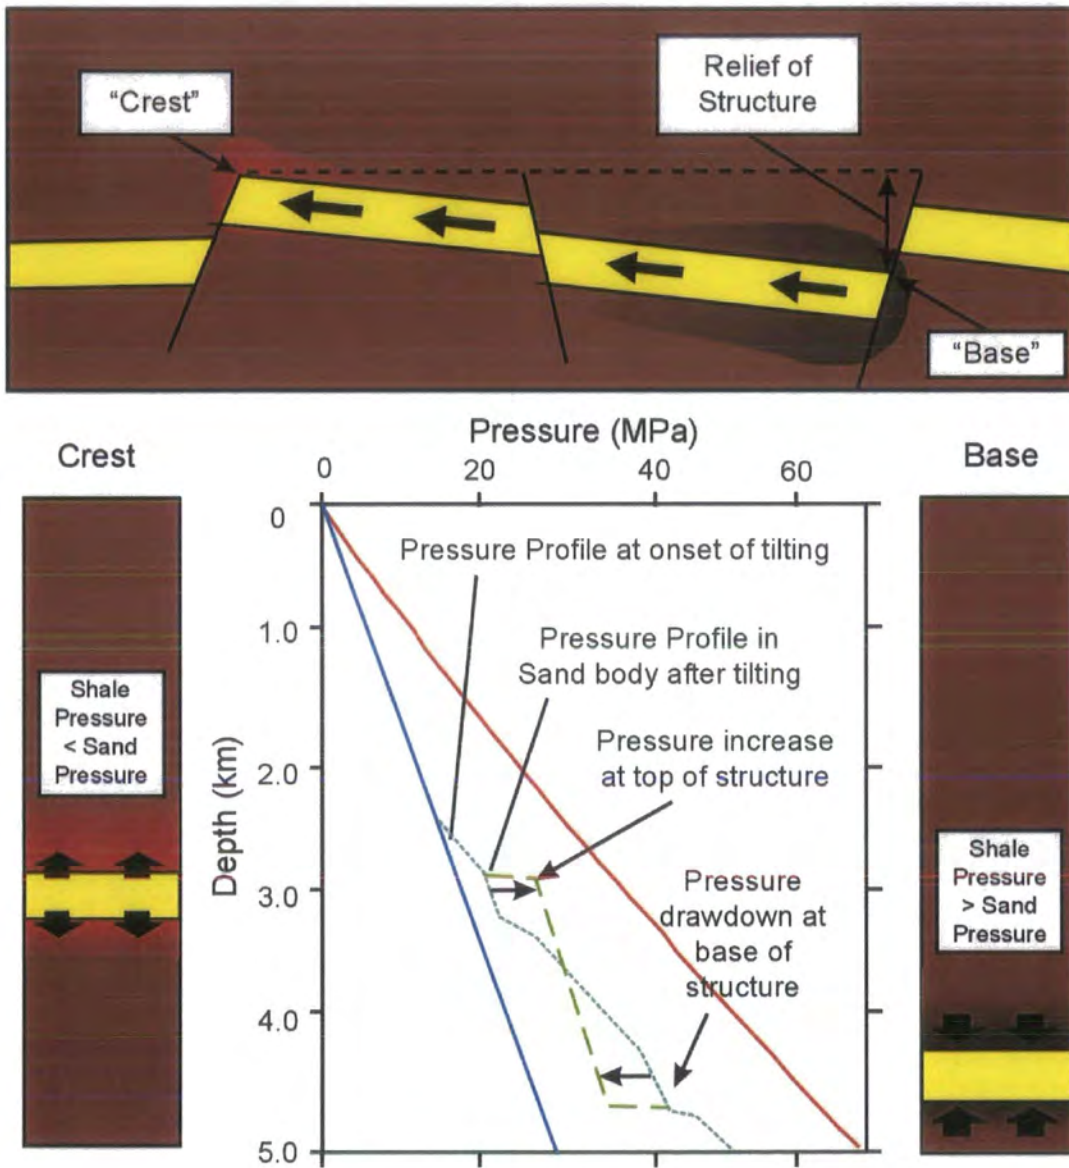 "Crest"
Relief of
Structure
"Base"
Pressure (MPa)
Crest
Base
0
20
40
60
0
1.0
2.0
3.0
4.0
5.0
Depth (km)
Pressure Profile at onset of tilting
Pressure Profile in
Sand body after tilting
Pressure increase
at top of structure
Pressure
drawdown at
base of
structure
Shale
Pressure
< Sand
Pressure
Shale
Pressure
> Sand
Pressure